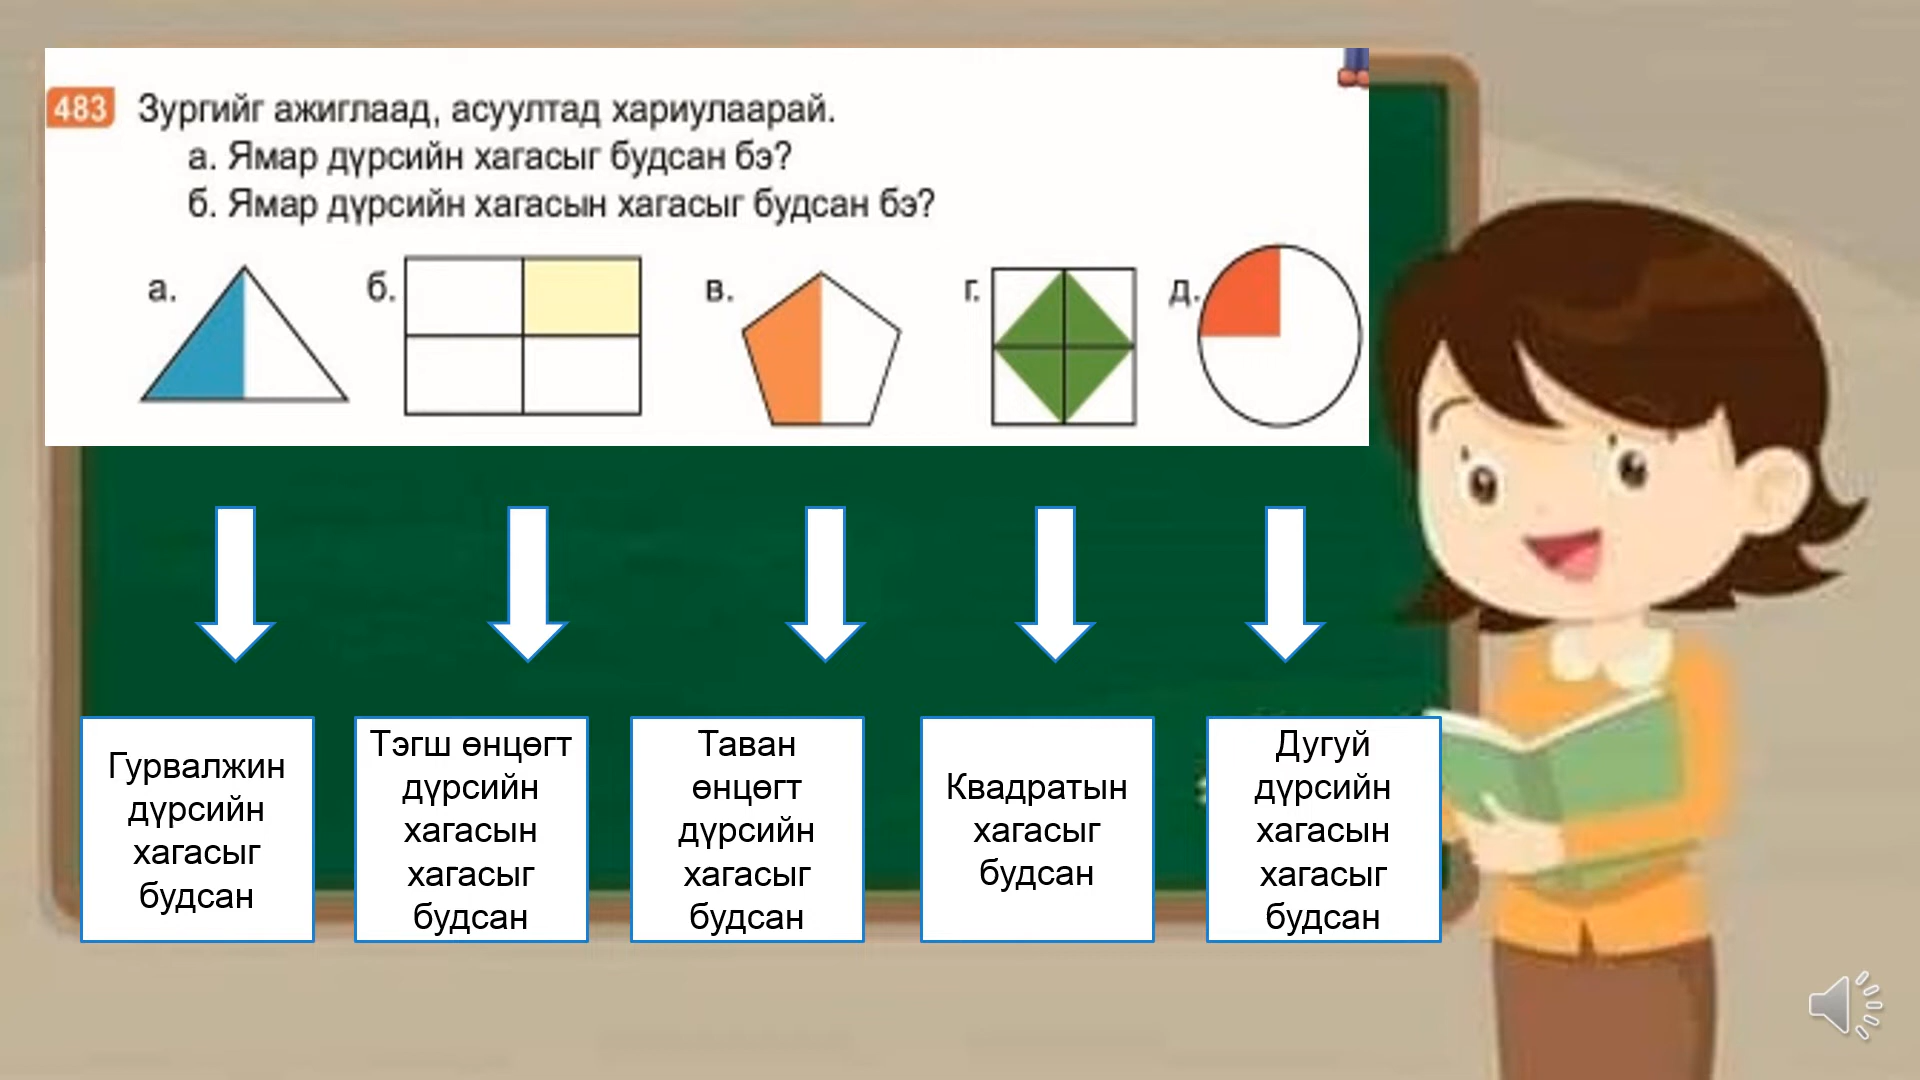 483 Зургийг ажиглаад, асуултад хариулаарай.
а. Ямар дүрсийн хагасыг будсан бэ?
б. Ямар дүрсийн хагасын хагасыг будсан бэ?
а.
б.
в.
г.
д.
Гурвалжин
дүрсийн
хагасыг
будсан
Тэгш өнцөгт
дүрсийн
хагасын
хагасыг
будсан
Таван
өнцөгт
дүрсийн
хагасыг
будсан
Квадратын
хагасыг
будсан
Дугуй
дүрсийн
хагасын
хагасыг
будсан